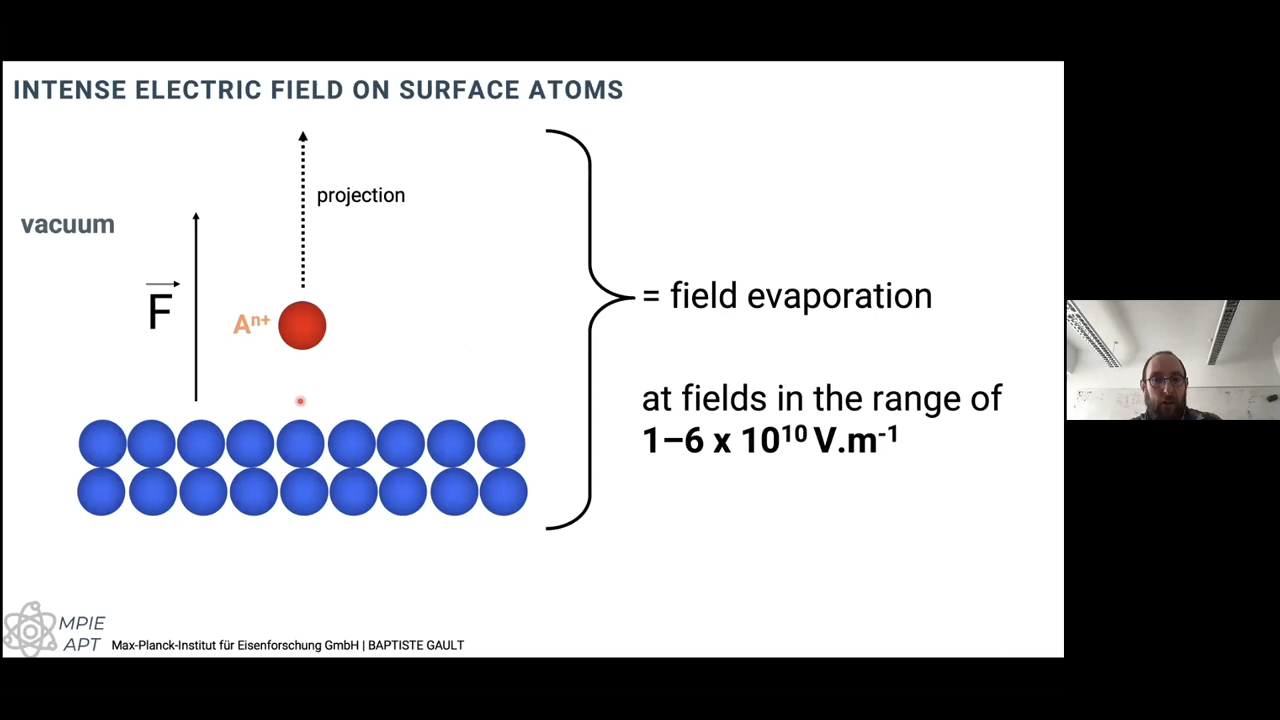 INTENSE ELECTRIC FIELD ON SURFACE ATOMS
projection
vacuum
F
Aⁿ⁺
= field evaporation
at fields in the range of
1–6 x 10¹⁰ V.m⁻¹
MPIE
APT
Max-Planck-Institut für Eisenforschung GmbH | BAPTISTE GAULT